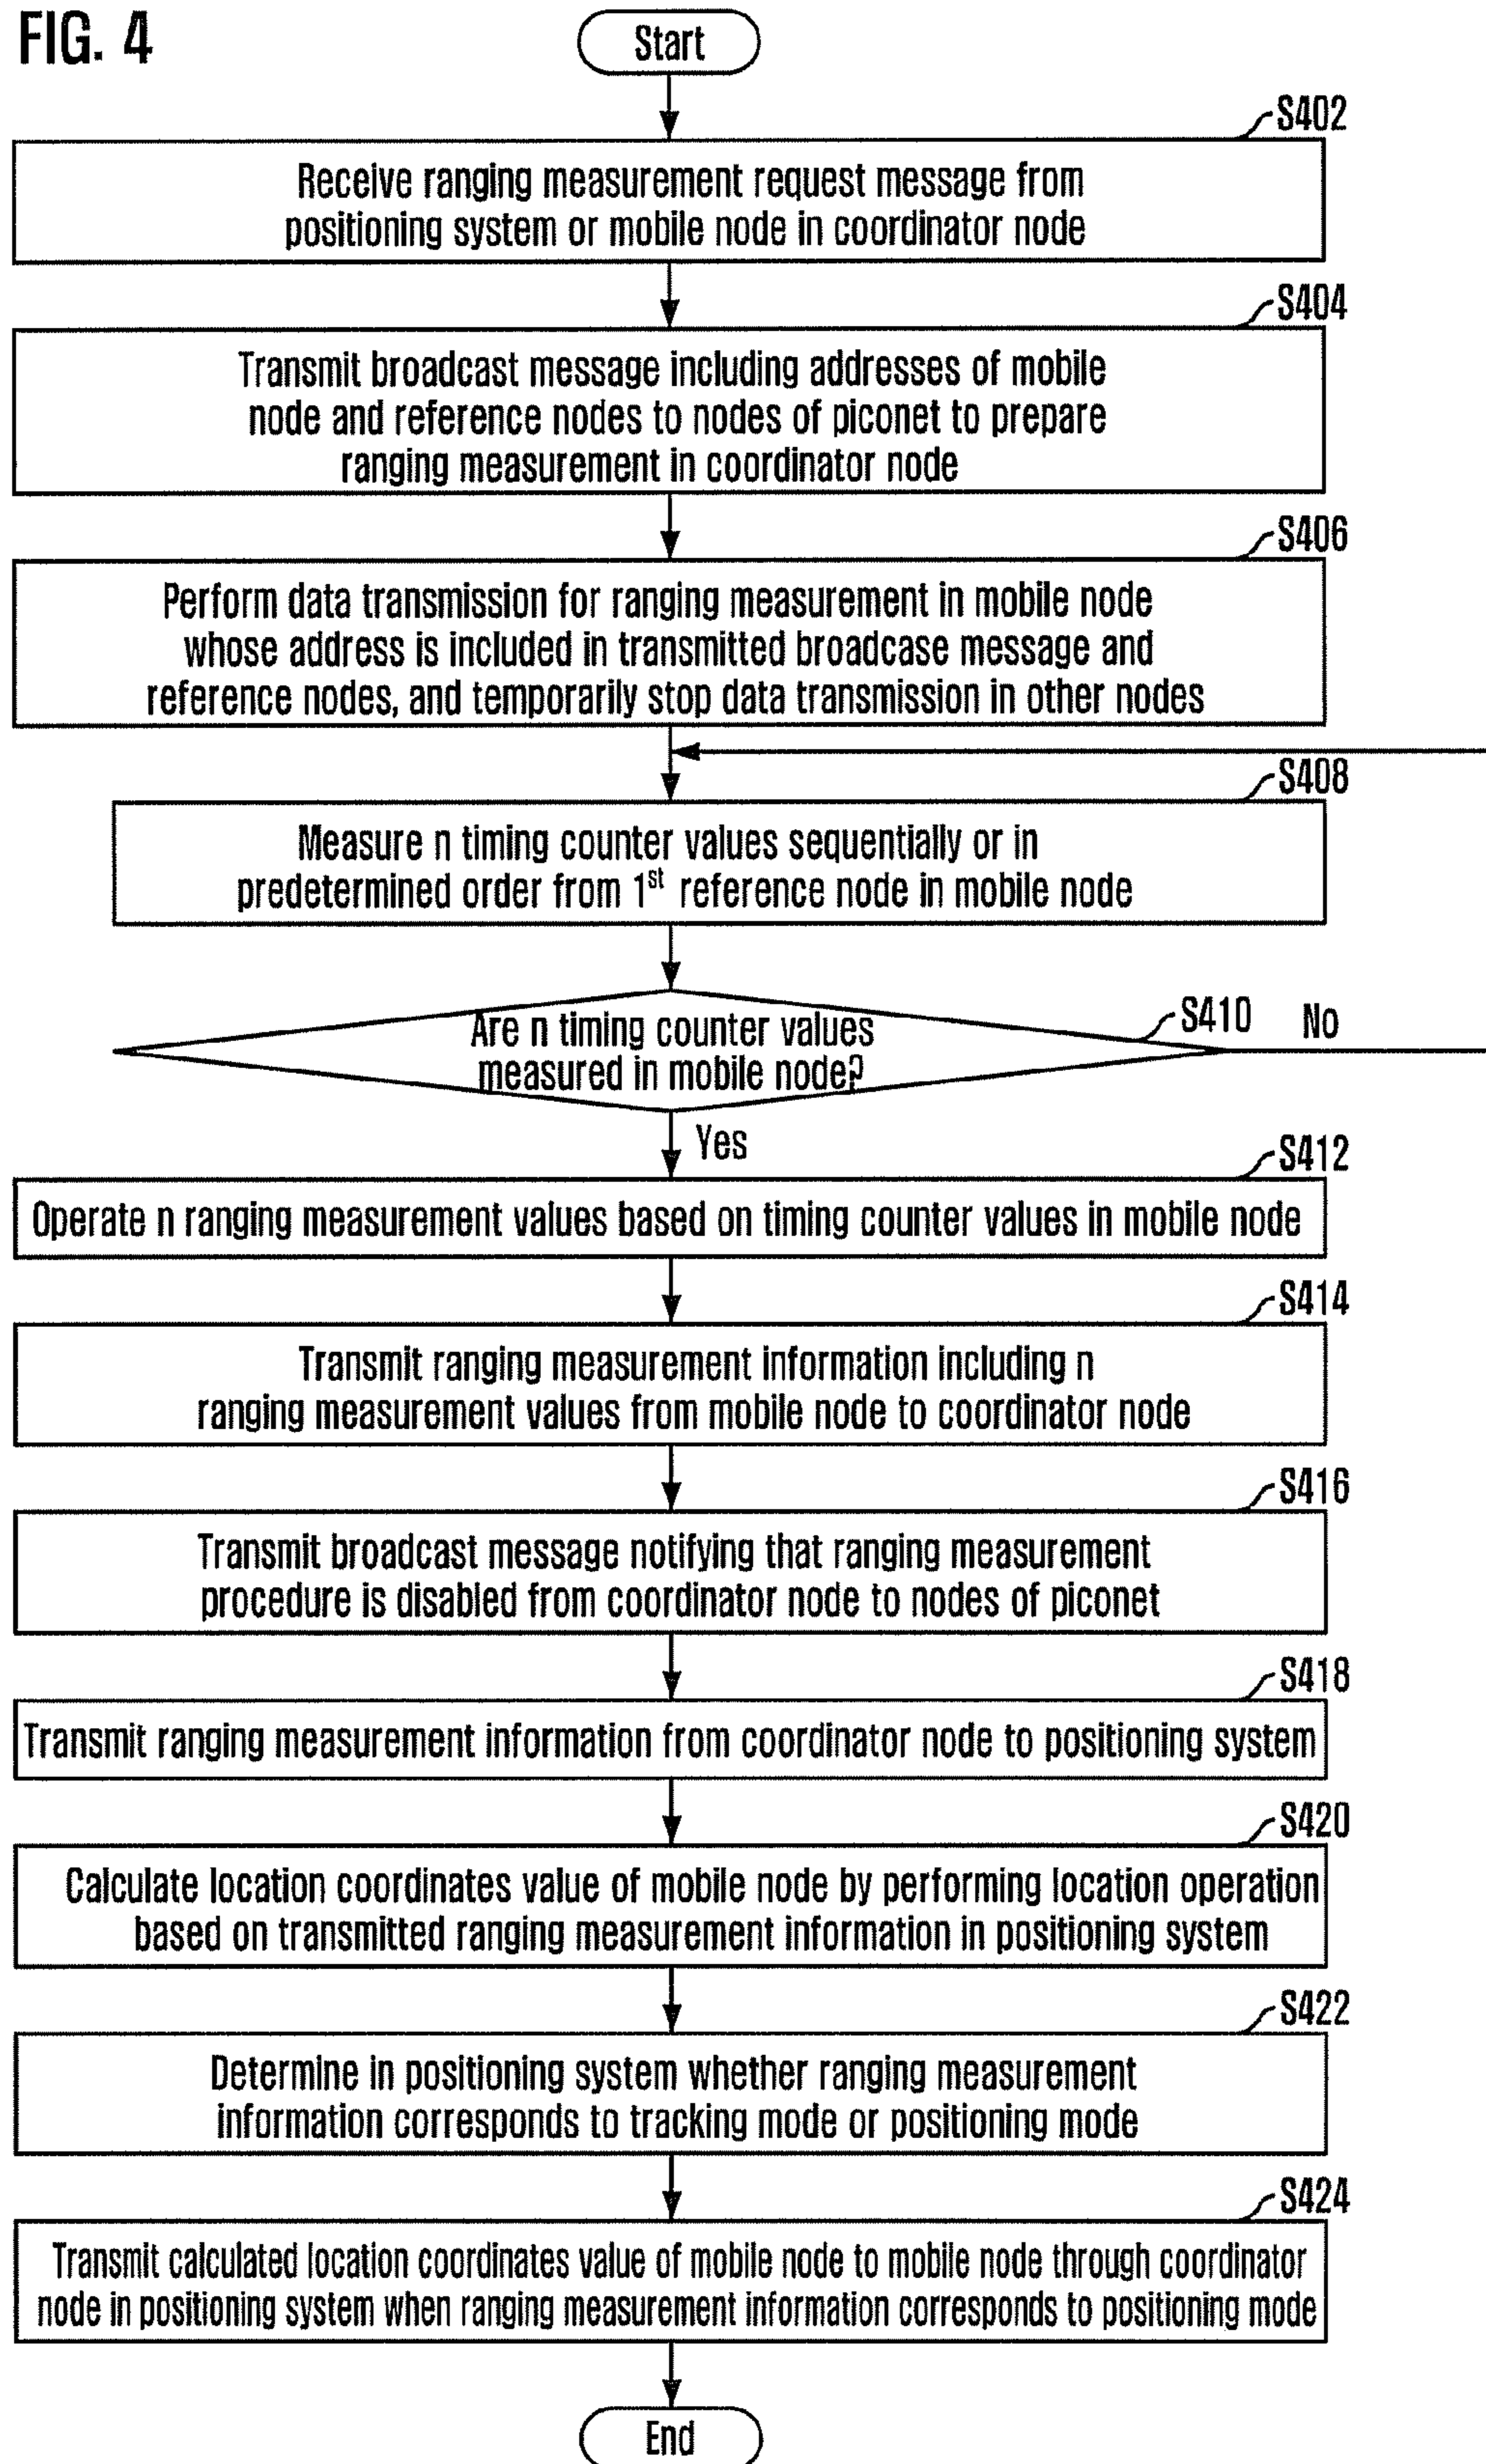 FIG. 4
Start
S402
Receive ranging measurement request message from
positioning system or mobile node in coordinator node
S404
Transmit broadcast message including addresses of mobile
node and reference nodes to nodes of piconet to prepare
ranging measurement in coordinator node
S406
Perform data transmission for ranging measurement in mobile node
whose address is included in transmitted broadcase message and
reference nodes, and temporarily stop data transmission in other nodes
S408
Measure n timing counter values sequentially or in
predetermined order from 1st reference node in mobile node
S410
No
Are n timing counter values
measured in mobile node?
Yes
S412
Operate n ranging measurement values based on timing counter values in mobile node
S414
Transmit ranging measurement information including n
ranging measurement values from mobile node to coordinator node
S416
Transmit broadcast message notifying that ranging measurement
procedure is disabled from coordinator node to nodes of piconet
S418
Transmit ranging measurement information from coordinator node to positioning system
S420
Calculate location coordinates value of mobile node by performing location operation
based on transmitted ranging measurement information in positioning system
S422
Determine in positioning system whether ranging measurement
information corresponds to tracking mode or positioning mode
S424
Transmit calculated location coordinates value of mobile node to mobile node through coordinator
node in positioning system when ranging measurement information corresponds to positioning mode
End